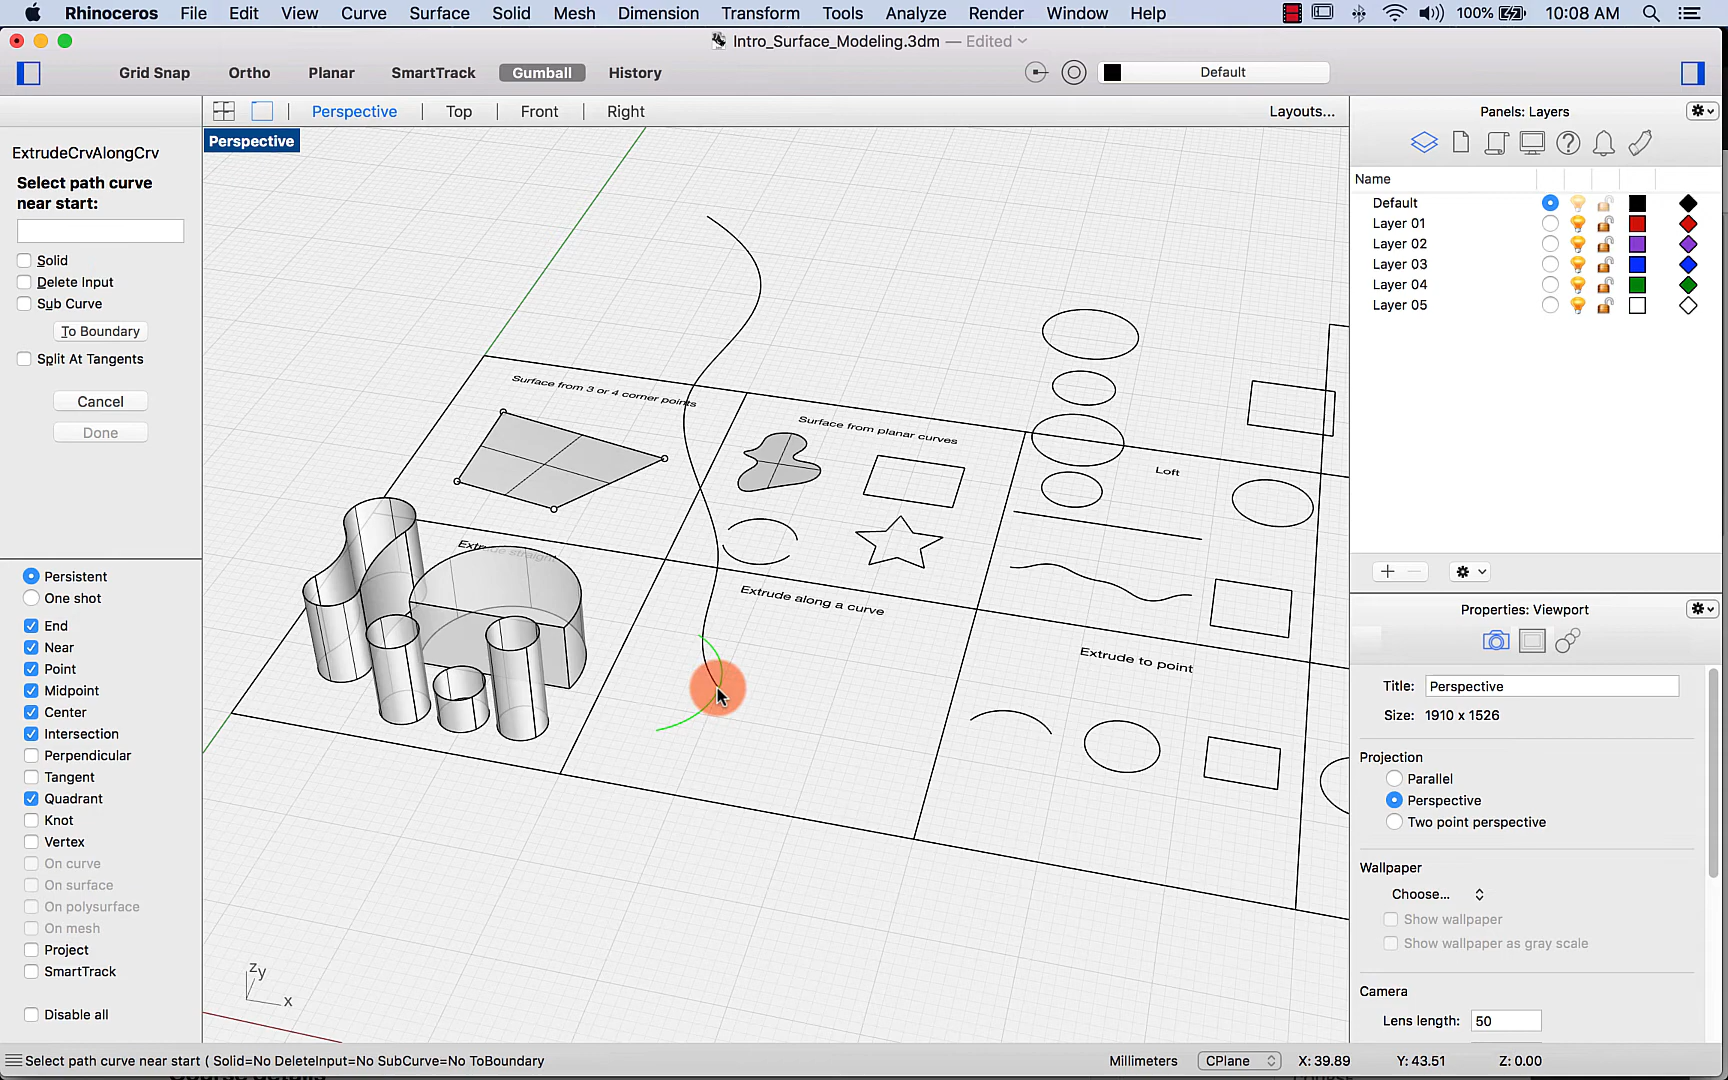 Rhinoceros File Edit View Curve Surface Solid Mesh Dimension Transform Tools Analyze Render Window Help 100% 10:08 AM
Intro_Surface_Modeling.3dm — Edited
Grid Snap Ortho Planar SmartTrack Gumball History Default
Perspective Top Front Right Layouts...
Perspective
ExtrudeCrvAlongCrv
Select path curve
near start:
Solid
Delete Input
Sub Curve
To Boundary
Split At Tangents
Cancel
Done
Persistent
One shot
End
Near
Point
Midpoint
Center
Intersection
Perpendicular
Tangent
Quadrant
Knot
Vertex
On curve
On surface
On polysurface
On mesh
Project
SmartTrack
Disable all
Surface from 3 or 4 corner points
Surface from planar curves
Loft
Extrude straight
Extrude along a curve
Extrude to point
zy
x
Panels: Layers
Name
Default
Layer 01
Layer 02
Layer 03
Layer 04
Layer 05
Properties: Viewport
Title: Perspective
Size: 1910 x 1526
Projection
Parallel
Perspective
Two point perspective
Wallpaper
Choose...
Show wallpaper
Show wallpaper as gray scale
Camera
Lens length: 50
Select path curve near start ( Solid=No DeleteInput=No SubCurve=No ToBoundary Millimeters CPlane X: 39.89 Y: 43.51 Z: 0.00